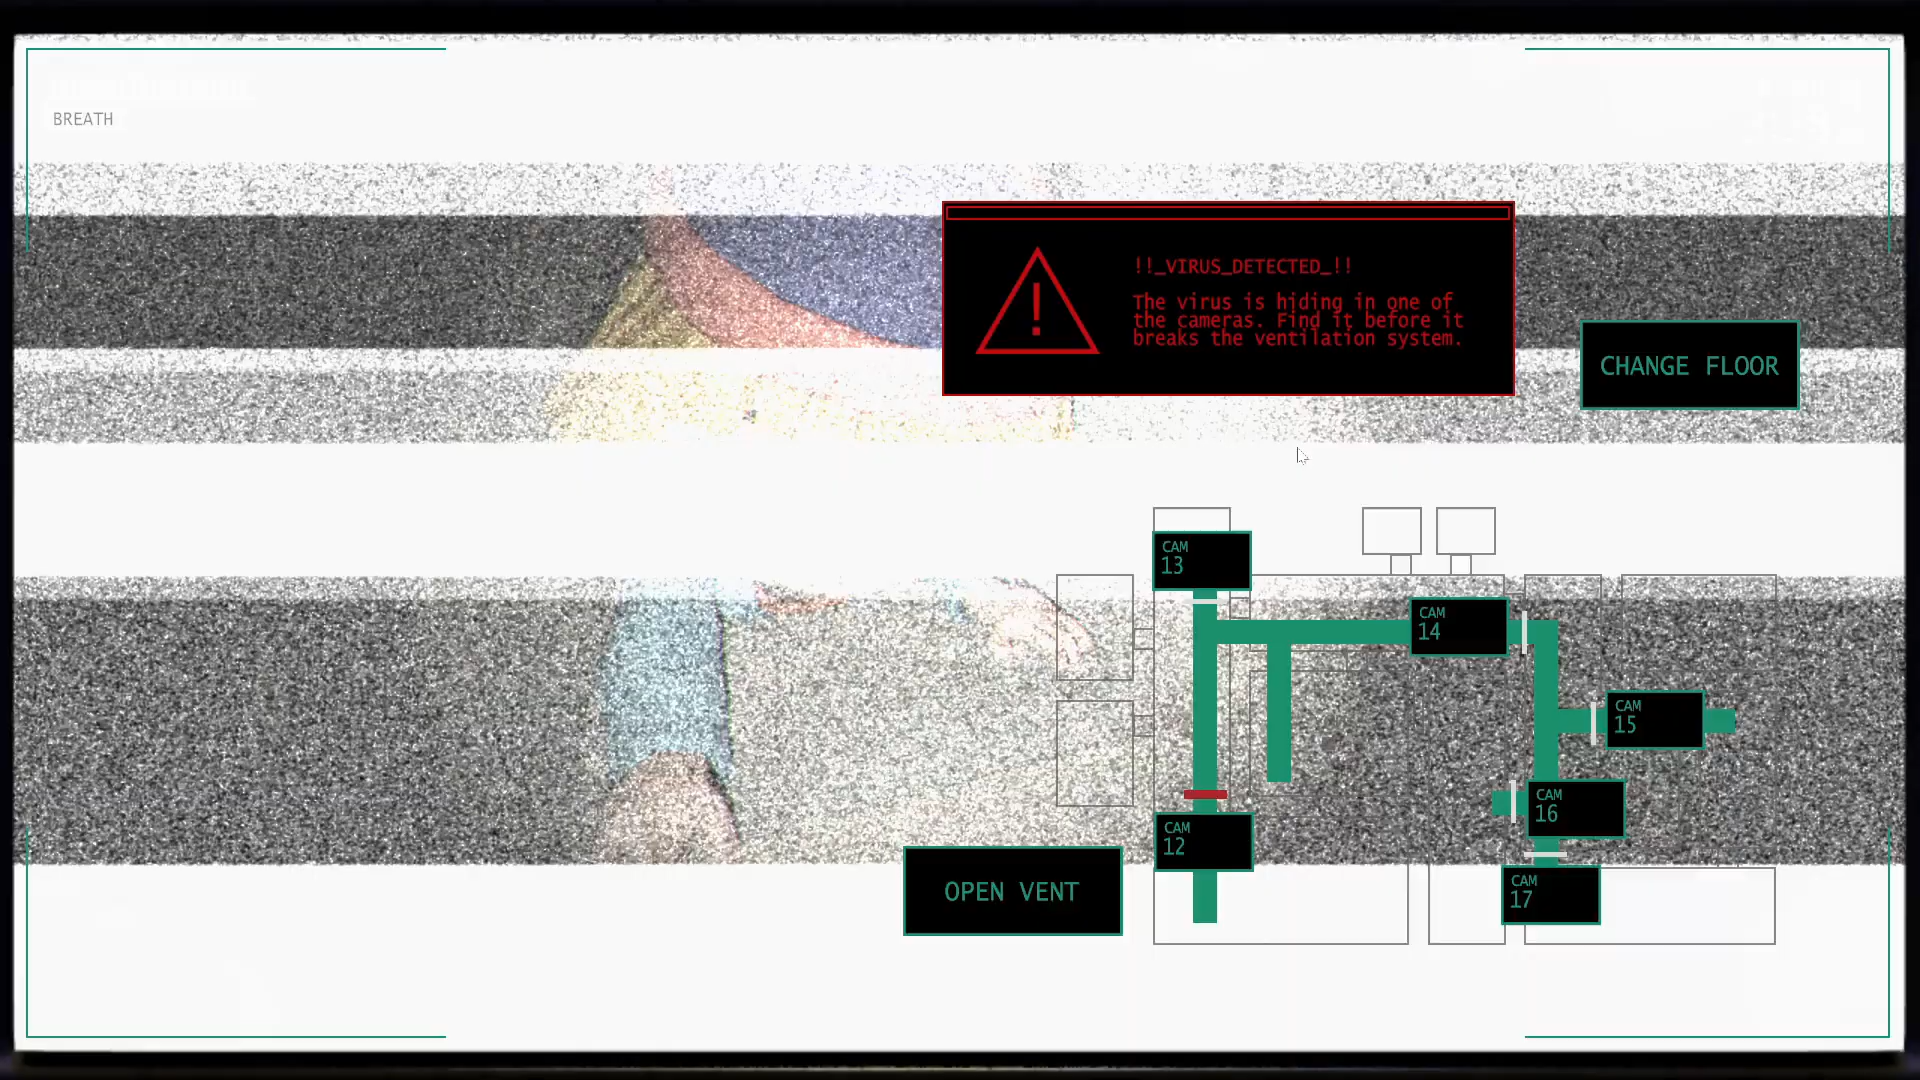 BREATH
!!_VIRUS_DETECTED_!!
The virus is hiding in one of
the cameras. Find it before it
breaks the ventilation system.
CHANGE FLOOR
CAM
13
CAM
14
CAM
15
CAM
16
CAM
12
CAM
17
OPEN VENT